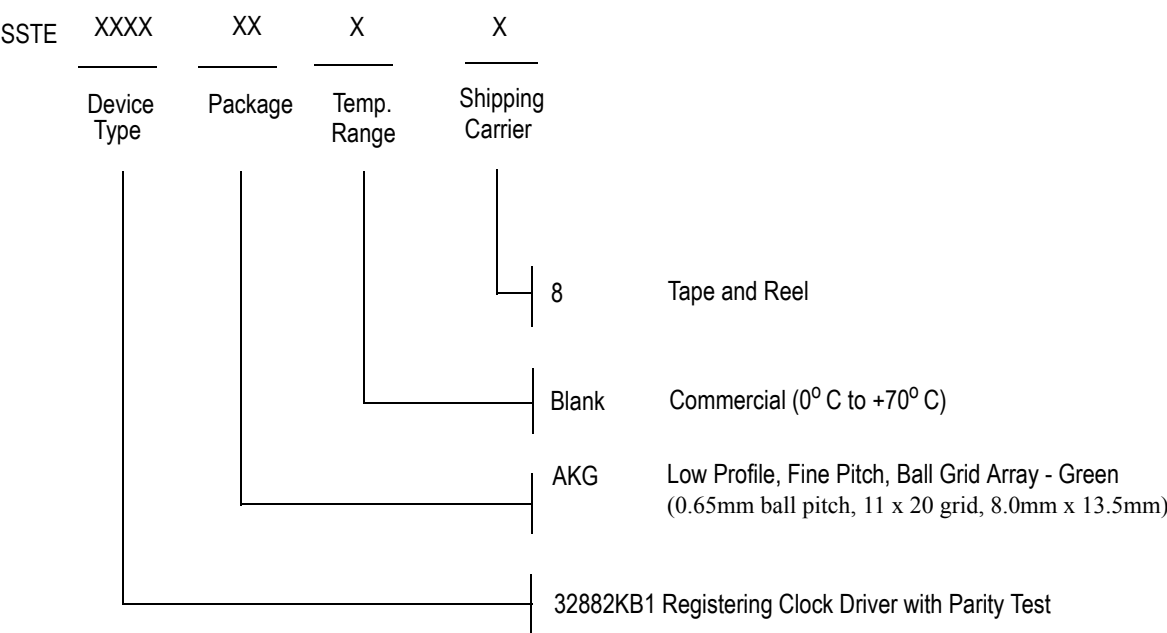 SSTE XXXX XX X X
Device Type
Package
Temp. Range
Shipping Carrier
8 Tape and Reel
Blank Commercial (0° C to +70° C)
AKG Low Profile, Fine Pitch, Ball Grid Array - Green
(0.65mm ball pitch, 11 x 20 grid, 8.0mm x 13.5mm)
32882KB1 Registering Clock Driver with Parity Test